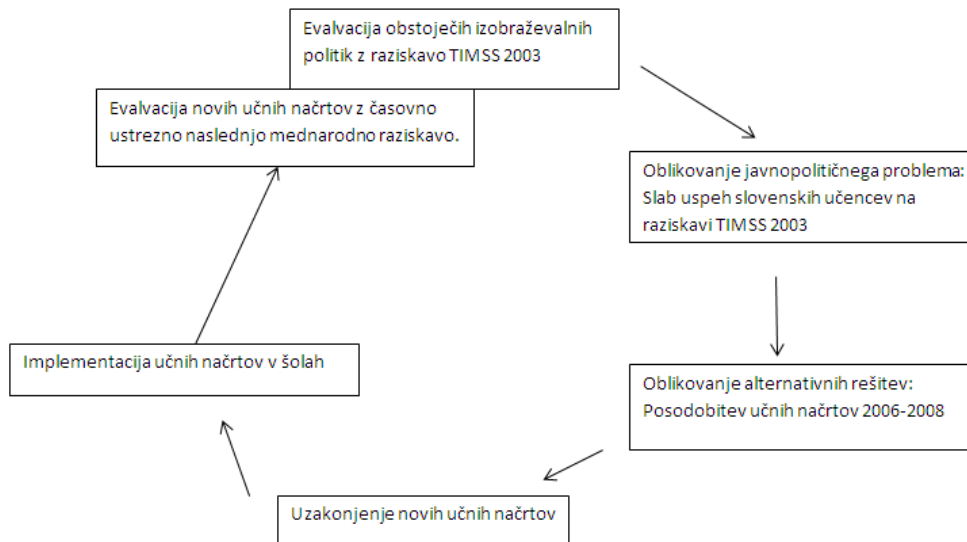 Evalvacija obstoječih izobraževalnih
politik z raziskavo TIMSS 2003
Evalvacija novih učnih načrtov z časovno
ustrezno naslednjo mednarodno raziskavo.
Oblikovanje javnopolitičnega problema:
Slab uspeh slovenskih učencev na
raziskavi TIMSS 2003
Implementacija učnih načrtov v šolah
Oblikovanje alternativnih rešitev:
Posodobitev učnih načrtov 2006-2008
Uzakonjenje novih učnih načrtov